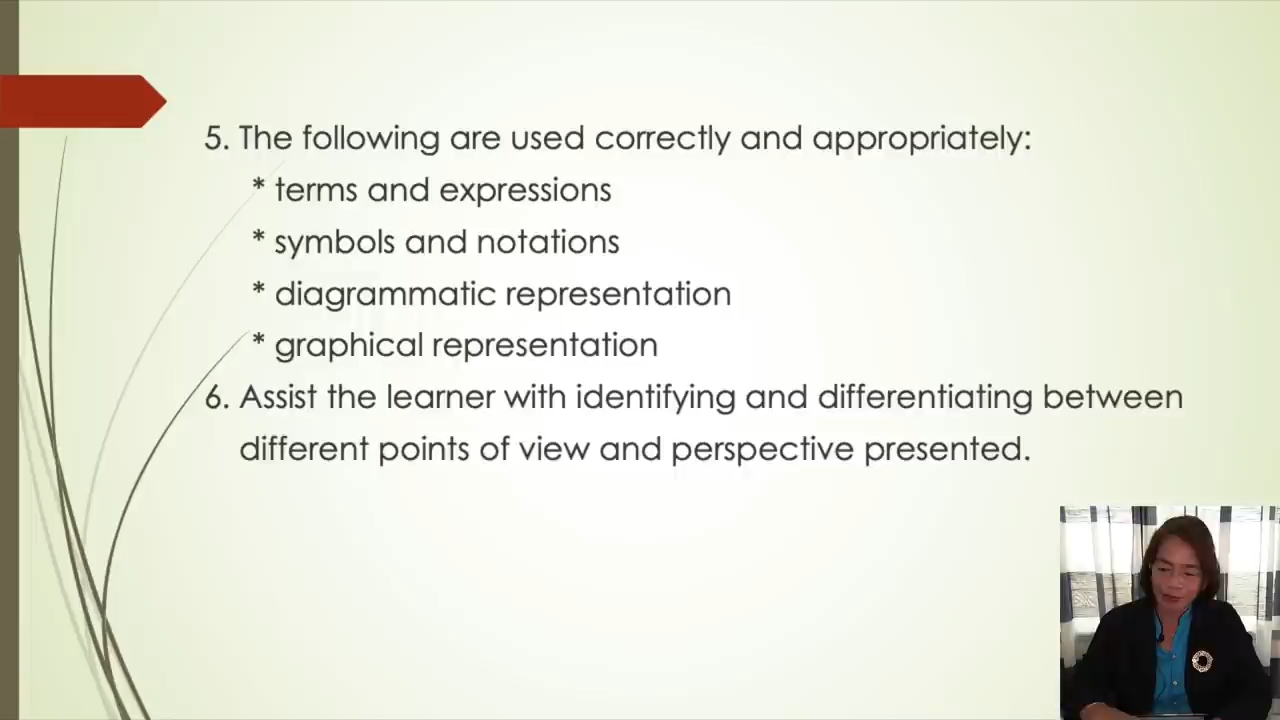 5. The following are used correctly and appropriately:
* terms and expressions
* symbols and notations
* diagrammatic representation
* graphical representation
6. Assist the learner with identifying and differentiating between
different points of view and perspective presented.